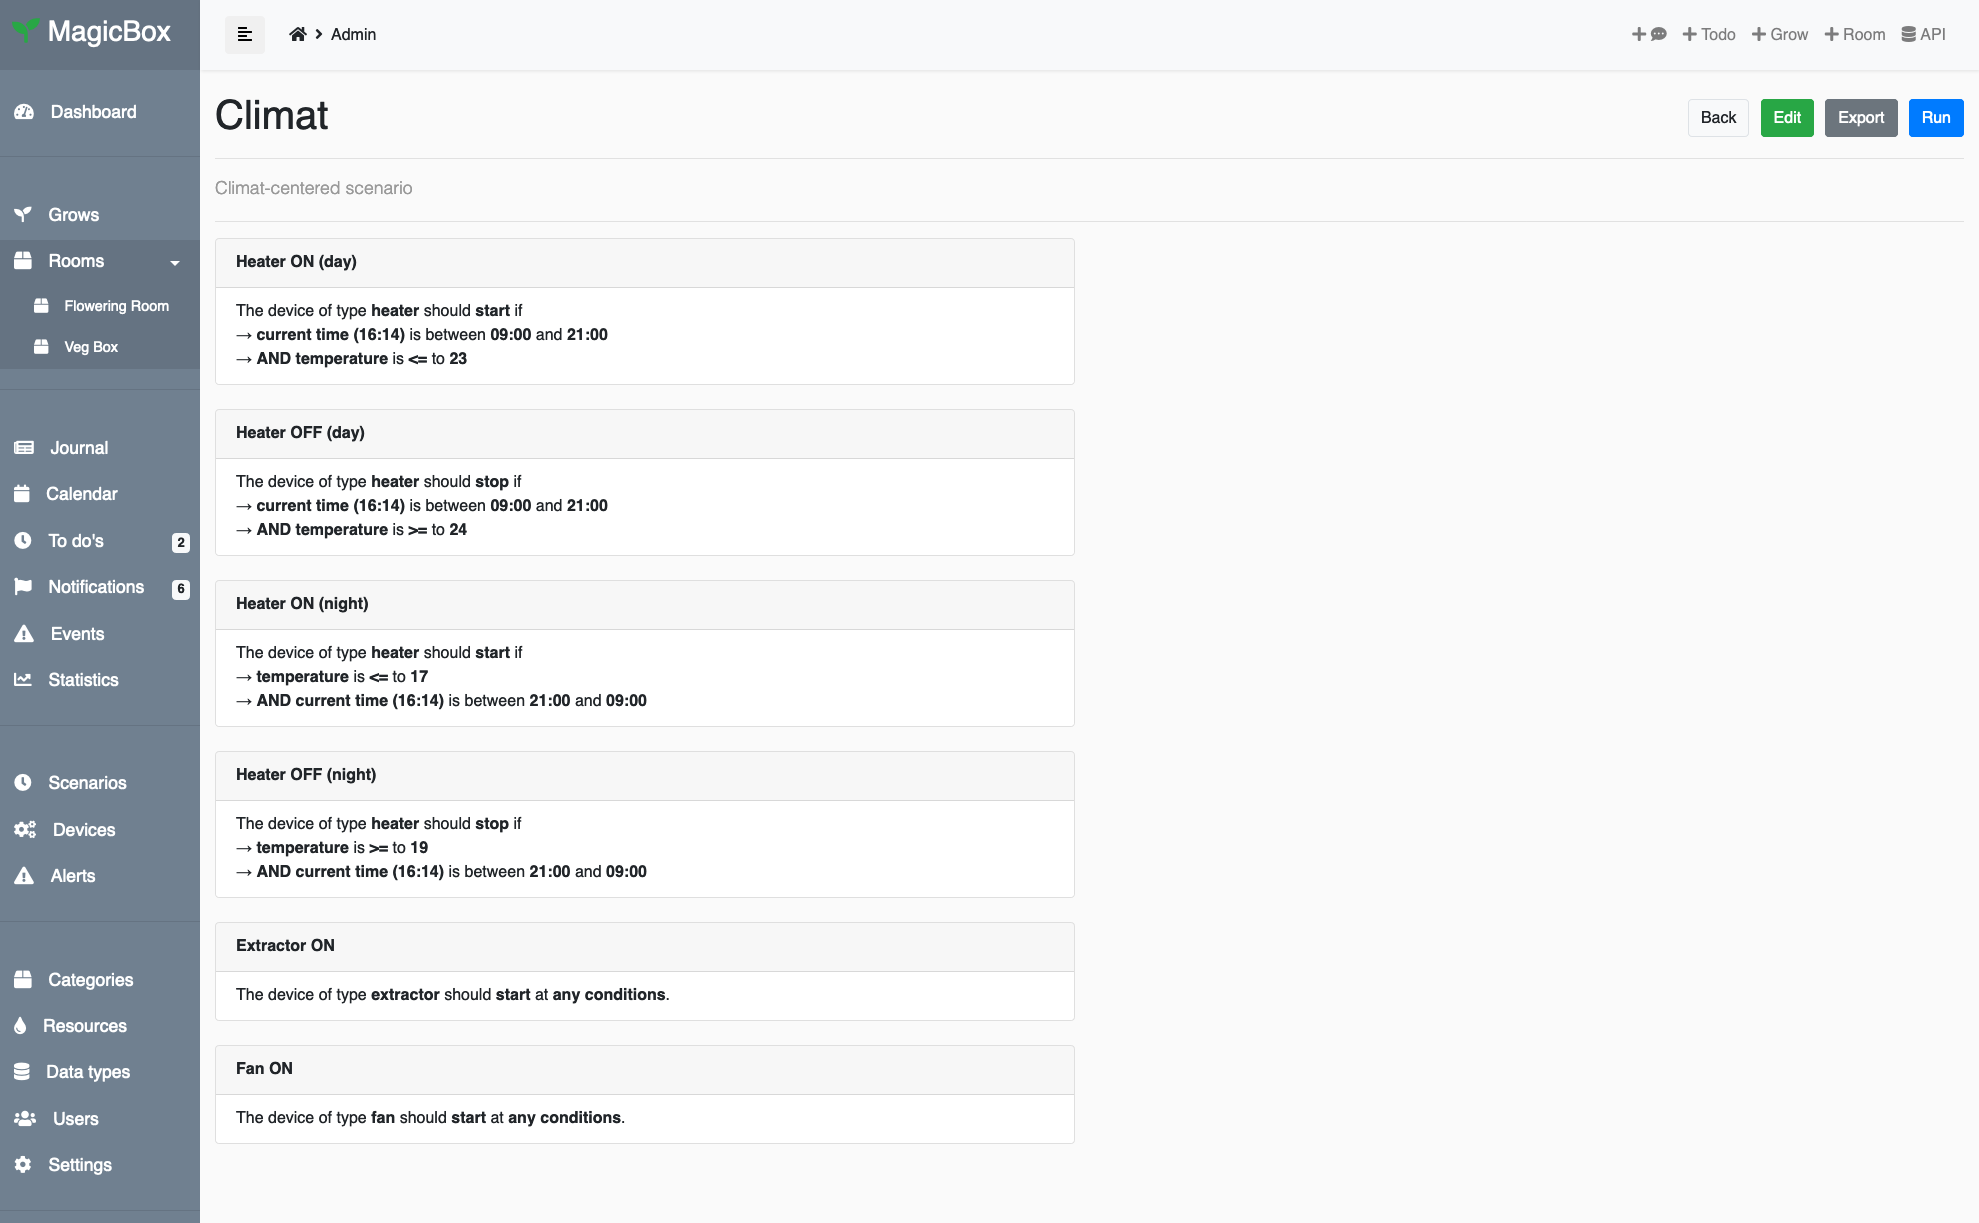 MagicBox
Admin
Todo
Grow
Room
API
Dashboard
Grows
Rooms
Flowering Room
Veg Box
Journal
Calendar
To do's 2
Notifications 6
Events
Statistics
Scenarios
Devices
Alerts
Categories
Resources
Data types
Users
Settings
Climat
Back
Edit
Export
Run
Climat-centered scenario
Heater ON (day)
The device of type heater should start if
→ current time (16:14) is between 09:00 and 21:00
→ AND temperature is <= to 23
Heater OFF (day)
The device of type heater should stop if
→ current time (16:14) is between 09:00 and 21:00
→ AND temperature is >= to 24
Heater ON (night)
The device of type heater should start if
→ temperature is <= to 17
→ AND current time (16:14) is between 21:00 and 09:00
Heater OFF (night)
The device of type heater should stop if
→ temperature is >= to 19
→ AND current time (16:14) is between 21:00 and 09:00
Extractor ON
The device of type extractor should start at any conditions.
Fan ON
The device of type fan should start at any conditions.